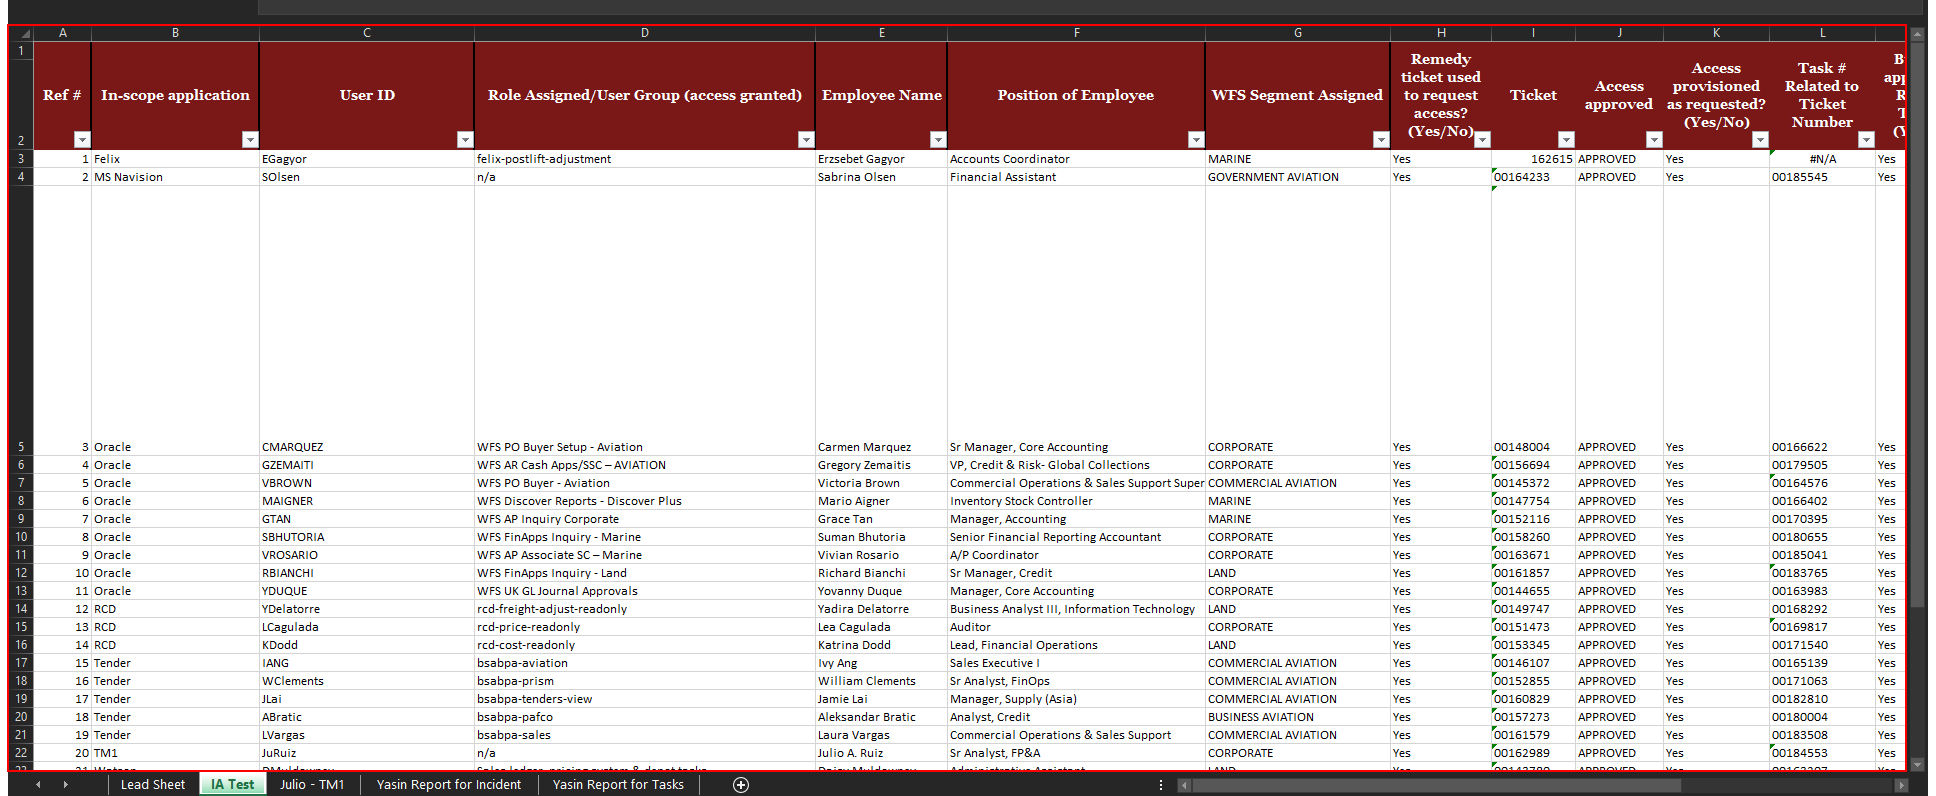 A B C D E F G H I J K L
1
2
Ref # In-scope application User ID Role Assigned/User Group (access granted) Employee Name Position of Employee WFS Segment Assigned Remedy ticket used to request access? (Yes/No) Ticket Access approved Access provisioned as requested? (Yes/No) Task # Related to Ticket Number
3 1 Felix EGagyor felix-postlift-adjustment Erzsebet Gagyor Accounts Coordinator MARINE Yes 162615 APPROVED Yes #N/A Yes
4 2 MS Navision SOlsen n/a Sabrina Olsen Financial Assistant GOVERNMENT AVIATION Yes 00164233 APPROVED Yes 00185545 Yes
5 3 Oracle CMARQUEZ WFS PO Buyer Setup - Aviation Carmen Marquez Sr Manager, Core Accounting CORPORATE Yes 00148004 APPROVED Yes 00166622 Yes
6 4 Oracle GZEMAITI WFS AR Cash Apps/SSC – AVIATION Gregory Zemaitis VP, Credit & Risk- Global Collections CORPORATE Yes 00156694 APPROVED Yes 00179505 Yes
7 5 Oracle VBROWN WFS PO Buyer - Aviation Victoria Brown Commercial Operations & Sales Support Super COMMERCIAL AVIATION Yes 00145372 APPROVED Yes 00164576 Yes
8 6 Oracle MAIGNER WFS Discover Reports - Discover Plus Mario Aigner Inventory Stock Controller MARINE Yes 00147754 APPROVED Yes 00166402 Yes
9 7 Oracle GTAN WFS AP Inquiry Corporate Grace Tan Manager, Accounting MARINE Yes 00152116 APPROVED Yes 00170395 Yes
10 8 Oracle SBHUTORIA WFS FinApps Inquiry - Marine Suman Bhutoria Senior Financial Reporting Accountant CORPORATE Yes 00158260 APPROVED Yes 00180655 Yes
11 9 Oracle VROSARIO WFS AP Associate SC – Marine Vivian Rosario A/P Coordinator CORPORATE Yes 00163671 APPROVED Yes 00185041 Yes
12 10 Oracle RBIANCHI WFS FinApps Inquiry - Land Richard Bianchi Sr Manager, Credit LAND Yes 00161857 APPROVED Yes 00183765 Yes
13 11 Oracle YDUQUE WFS UK GL Journal Approvals Yovanny Duque Manager, Core Accounting CORPORATE Yes 00144655 APPROVED Yes 00163983 Yes
14 12 RCD YDelatorre rcd-freight-adjust-readonly Yadira Delatorre Business Analyst III, Information Technology LAND Yes 00149747 APPROVED Yes 00168292 Yes
15 13 RCD LCagulada rcd-price-readonly Lea Cagulada Auditor CORPORATE Yes 00151473 APPROVED Yes 00169817 Yes
16 14 RCD KDodd rcd-cost-readonly Katrina Dodd Lead, Financial Operations LAND Yes 00153345 APPROVED Yes 00171540 Yes
17 15 Tender IANG bsabpa-aviation Ivy Ang Sales Executive I COMMERCIAL AVIATION Yes 00146107 APPROVED Yes 00165139 Yes
18 16 Tender WClements bsabpa-prism William Clements Sr Analyst, FinOps COMMERCIAL AVIATION Yes 00152855 APPROVED Yes 00171063 Yes
19 17 Tender JLai bsabpa-tenders-view Jamie Lai Manager, Supply (Asia) COMMERCIAL AVIATION Yes 00160829 APPROVED Yes 00182810 Yes
20 18 Tender ABratic bsabpa-pafco Aleksandar Bratic Analyst, Credit BUSINESS AVIATION Yes 00157273 APPROVED Yes 00180004 Yes
21 19 Tender LVargas bsabpa-sales Laura Vargas Commercial Operations & Sales Support COMMERCIAL AVIATION Yes 00161579 APPROVED Yes 00183508 Yes
22 20 TM1 JuRuiz n/a Julio A. Ruiz Sr Analyst, FP&A CORPORATE Yes 00162989 APPROVED Yes 00184553 Yes
Lead Sheet IA Test Julio - TM1 Yasin Report for Incident Yasin Report for Tasks